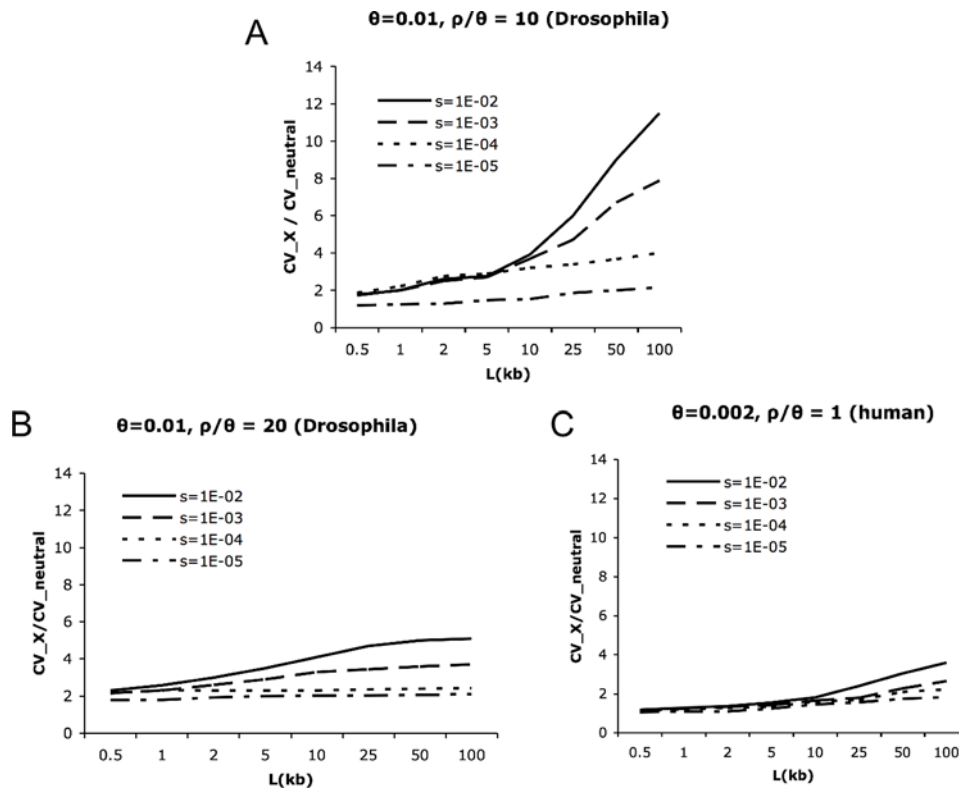 A
θ=0.01, ρ/θ = 10 (Drosophila)
CV_X / CV_neutral
14
12
10
8
6
4
2
0
s=1E-02
s=1E-03
s=1E-04
s=1E-05
0.5 1 2 5 10 25 50 100
L(kb)
B
θ=0.01, ρ/θ = 20 (Drosophila)
CV_X/CV_neutral
14
12
10
8
6
4
2
0
s=1E-02
s=1E-03
s=1E-04
s=1E-05
0.5 1 2 5 10 25 50 100
L(kb)
C
θ=0.002, ρ/θ = 1 (human)
CV_X/CV_neutral
14
12
10
8
6
4
2
0
s=1E-02
s=1E-03
s=1E-04
s=1E-05
0.5 1 2 5 10 25 50 100
L(kb)